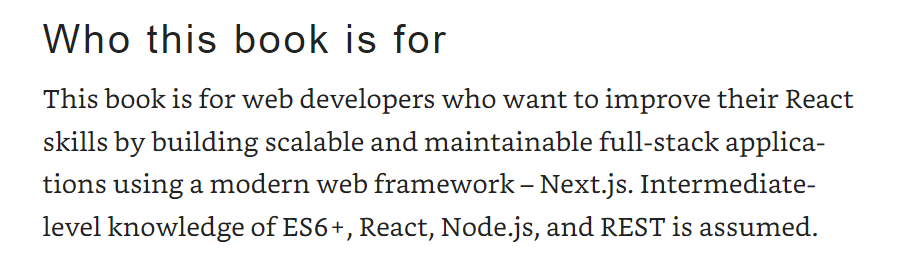 Who this book is for
This book is for web developers who want to improve their React
skills by building scalable and maintainable full-stack applica-
tions using a modern web framework – Next.js. Intermediate-
level knowledge of ES6+, React, Node.js, and REST is assumed.